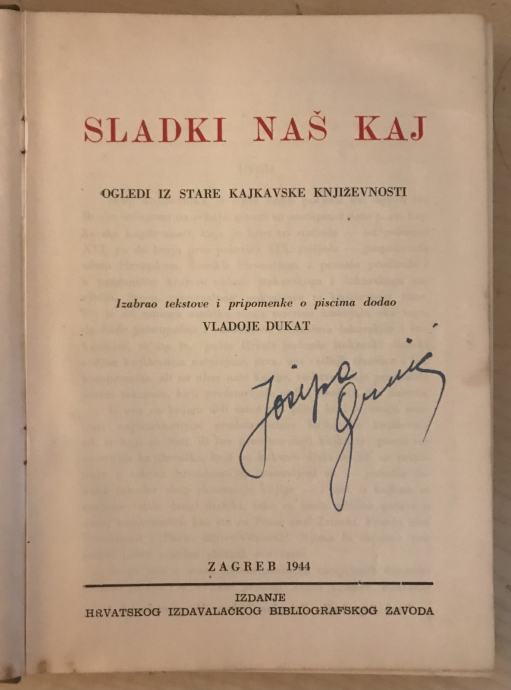 SLADKI NAŠ KAJ
OGLEDI IZ STARE KAJKAVSKE KNJIŽEVNOSTI
Izabrao tekstove i pripomenke o piscima dodao
VLADOJE DUKAT
Josipa
ZAGREB 1944
IZDANJE
HRVATSKOG IZDAVALAČKOG BIBLIOGRAFSKOG ZAVODA